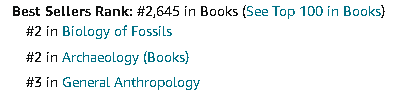 Best Sellers Rank: #2,645 in Books (See Top 100 in Books)
#2 in Biology of Fossils
#2 in Archaeology (Books)
#3 in General Anthropology